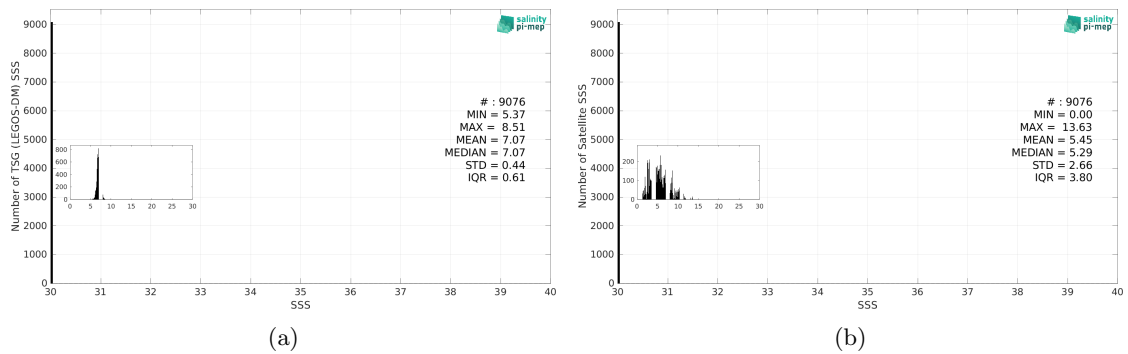 9000
8000
7000
6000
5000
4000
3000
2000
1000
0
Number of TSG (LEGOS-DM) SSS
salinity
pi-mep
# : 9076
MIN = 5.37
MAX = 8.51
MEAN = 7.07
MEDIAN = 7.07
STD = 0.44
IQR = 0.61
800
600
400
200
0
0 5 10 15 20 25 30
30 31 32 33 34 35 36 37 38 39 40
SSS
(a)
9000
8000
7000
6000
5000
4000
3000
2000
1000
0
Number of Satellite SSS
salinity
pi-mep
# : 9076
MIN = 0.00
MAX = 13.63
MEAN = 5.45
MEDIAN = 5.29
STD = 2.66
IQR = 3.80
200
100
0
0 5 10 15 20 25 30
30 31 32 33 34 35 36 37 38 39 40
SSS
(b)